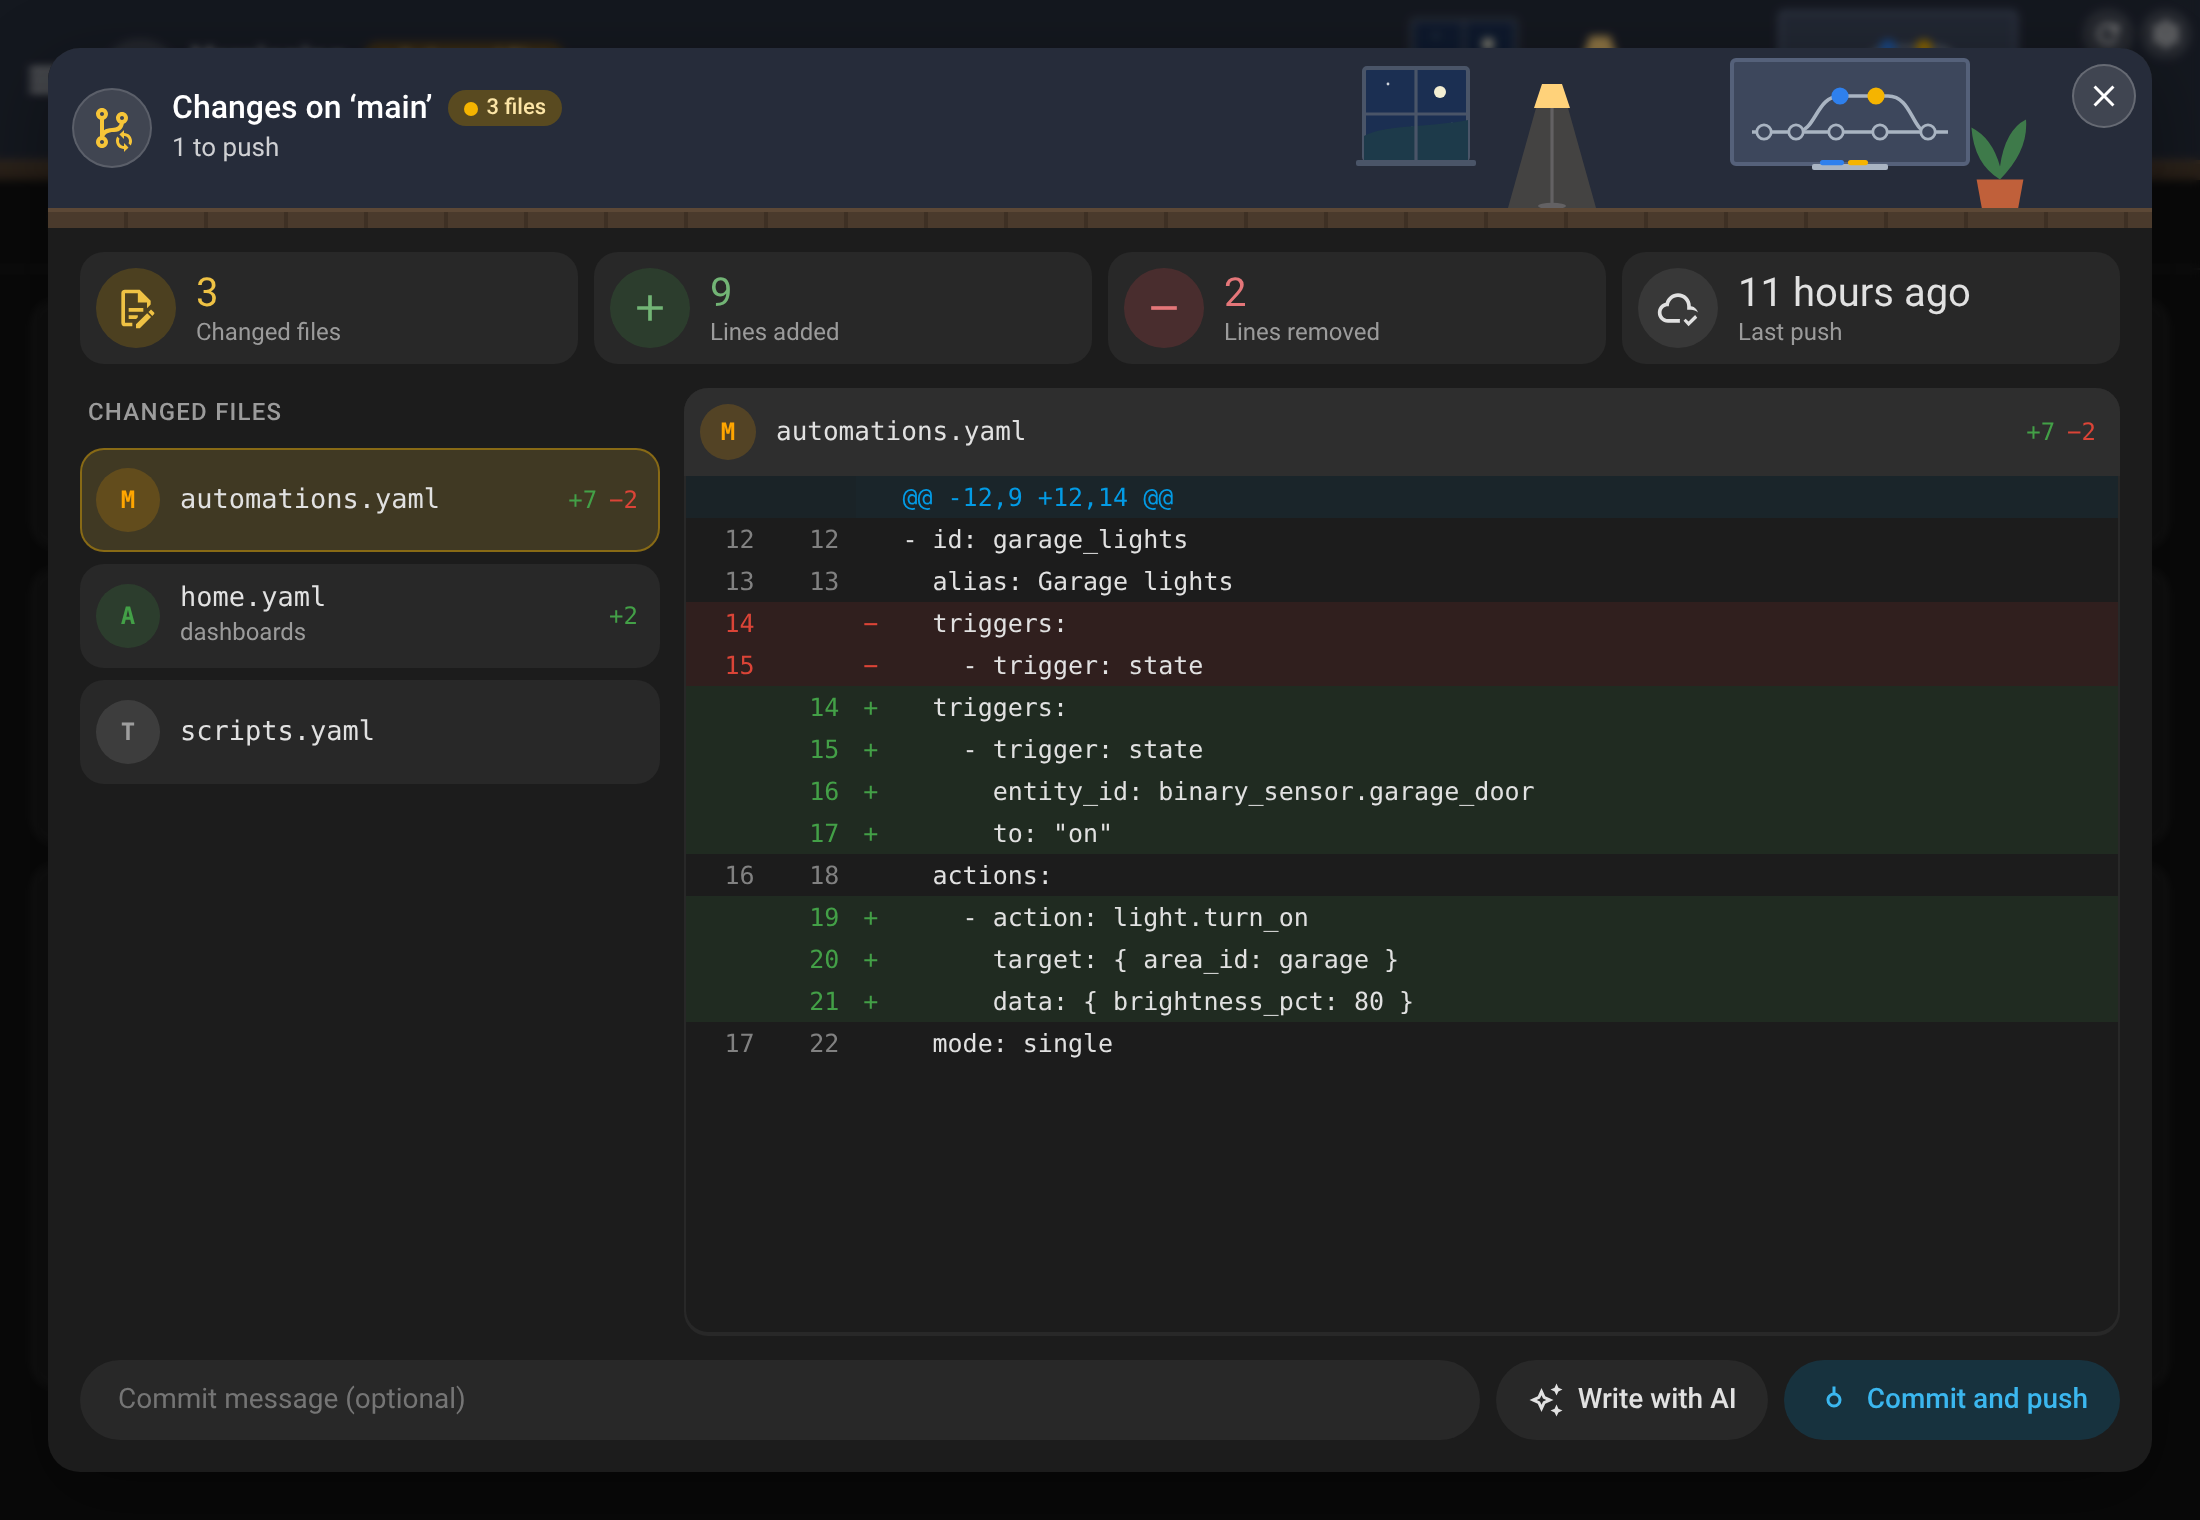 Changes on ‘main’
3 files
1 to push
3
Changed files
9
Lines added
2
Lines removed
11 hours ago
Last push
CHANGED FILES
M automations.yaml +7 −2
A home.yaml +2
dashboards
T scripts.yaml
M automations.yaml +7 −2
@@ -12,9 +12,14 @@
12 12 - id: garage_lights
13 13 alias: Garage lights
14 − triggers:
15 − - trigger: state
14 + triggers:
15 + - trigger: state
16 + entity_id: binary_sensor.garage_door
17 + to: "on"
16 18 actions:
19 + - action: light.turn_on
20 + target: { area_id: garage }
21 + data: { brightness_pct: 80 }
17 22 mode: single
Commit message (optional)
Write with AI
Commit and push